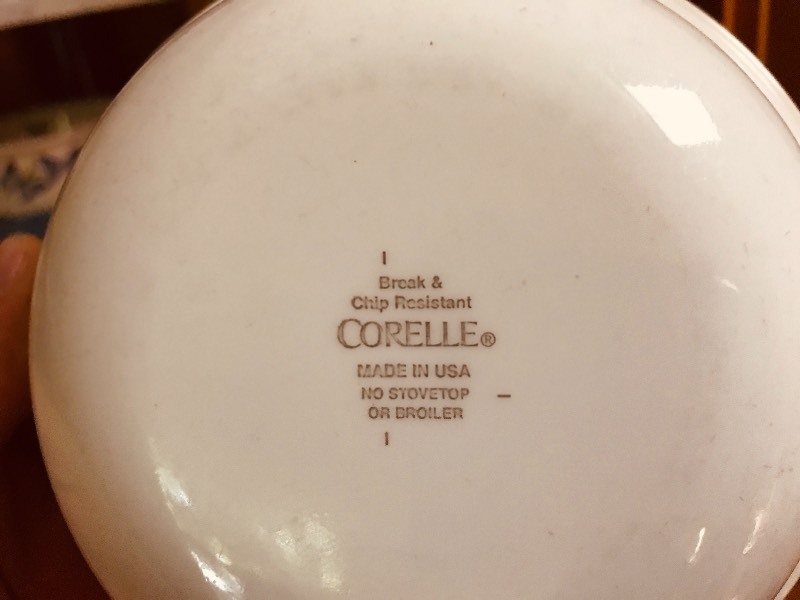 Break &
Chip Resistant
CORELLE®
MADE IN USA
NO STOVETOP
OR BROILER